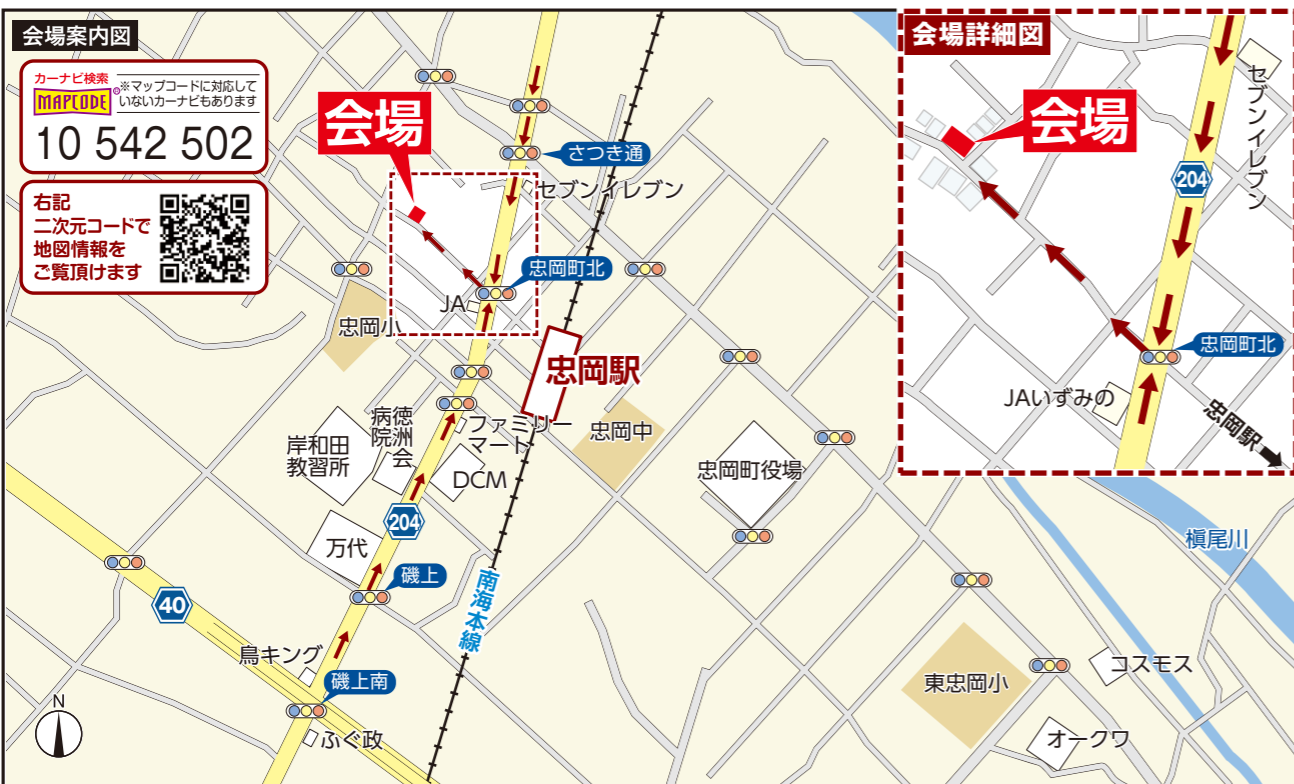 会場案内図
カーナビ検索
MAPCODE
®
※マップコードに対応して
いないカーナビもあります
10 542 502
右記
二次元コードで
地図情報を
ご覧頂けます
会場
さつき通
セブンイレブン
忠岡町北
JA
忠岡小
忠岡駅
徳洲会
病院
ファミリー
マート
岸和田
教習所
忠岡中
DCM
忠岡町役場
204
万代
磯上
40
南海本線
鳥キング
磯上南
ふぐ政
N
槇尾川
東忠岡小
コスモス
オークワ
会場詳細図
会場
セブンイレブン
204
忠岡町北
JAいずみの
忠岡駅